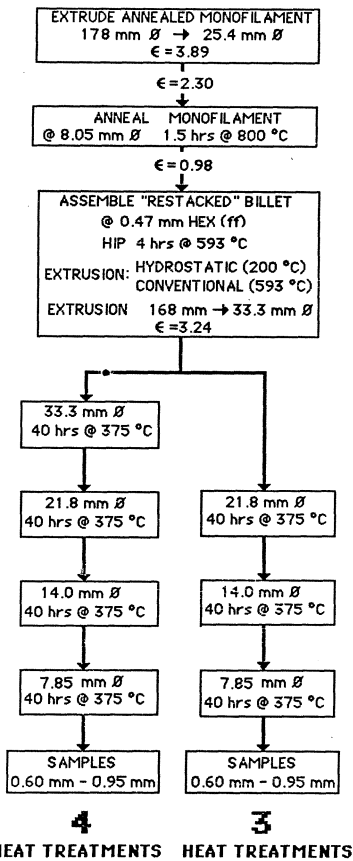 EXTRUDE ANNEALED MONOFILAMENT
178 mm Ø → 25.4 mm Ø
ϵ=3.89
ϵ=2.30
ANNEAL MONOFILAMENT
@ 8.05 mm Ø 1.5 hrs @ 800 °C
ϵ=0.98
ASSEMBLE "RESTACKED" BILLET
@ 0.47 mm HEX (ff)
HIP 4 hrs @ 593 °C
EXTRUSION: HYDROSTATIC (200 °C)
CONVENTIONAL (593 °C)
EXTRUSION 168 mm → 33.3 mm Ø
ϵ=3.24
33.3 mm Ø
40 hrs @ 375 °C
21.8 mm Ø
40 hrs @ 375 °C
14.0 mm Ø
40 hrs @ 375 °C
7.85 mm Ø
40 hrs @ 375 °C
SAMPLES
0.60 mm - 0.95 mm
4
HEAT TREATMENTS
21.8 mm Ø
40 hrs @ 375 °C
14.0 mm Ø
40 hrs @ 375 °C
7.85 mm Ø
40 hrs @ 375 °C
SAMPLES
0.60 mm - 0.95 mm
3
HEAT TREATMENTS